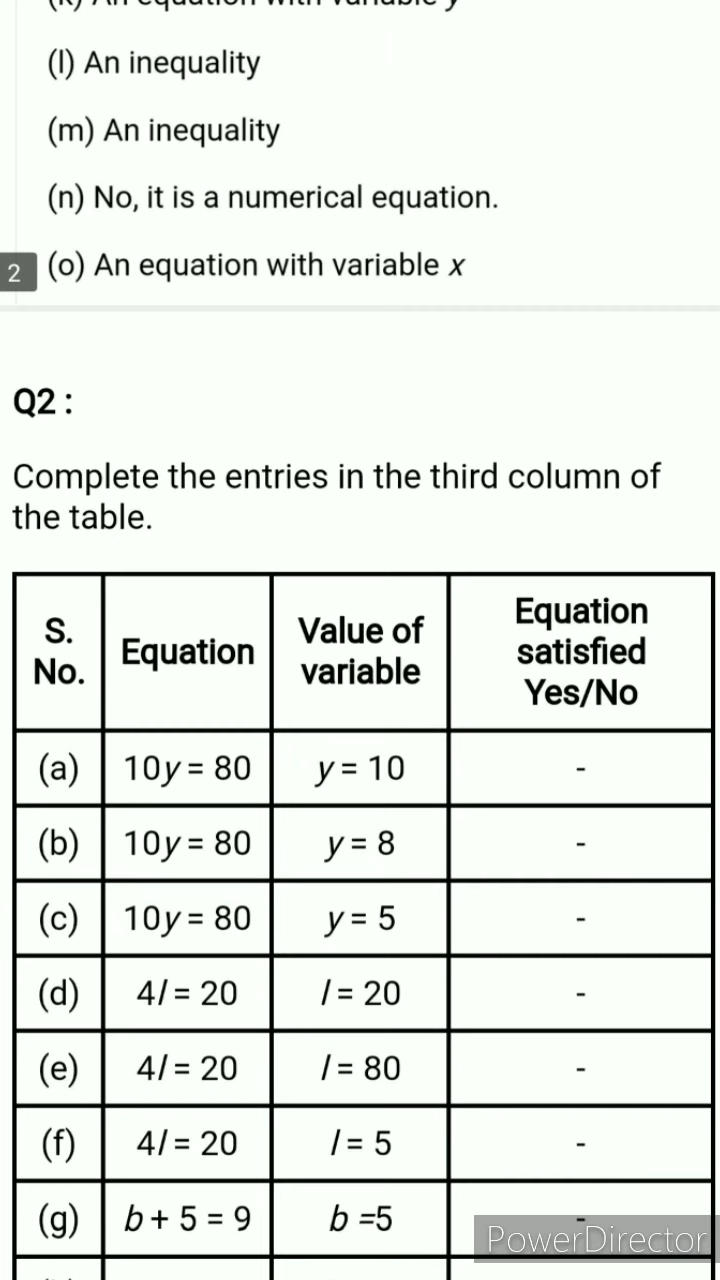 (l) An inequality
(m) An inequality
(n) No, it is a numerical equation.
2 (o) An equation with variable x
Q2 :
Complete the entries in the third column of
the table.
S. No. Equation Value of variable Equation satisfied Yes/No
(a) 10y = 80 y = 10 -
(b) 10y = 80 y = 8 -
(c) 10y = 80 y = 5 -
(d) 4l = 20 l = 20 -
(e) 4l = 20 l = 80 -
(f) 4l = 20 l = 5 -
(g) b + 5 = 9 b =5 -
PowerDirector